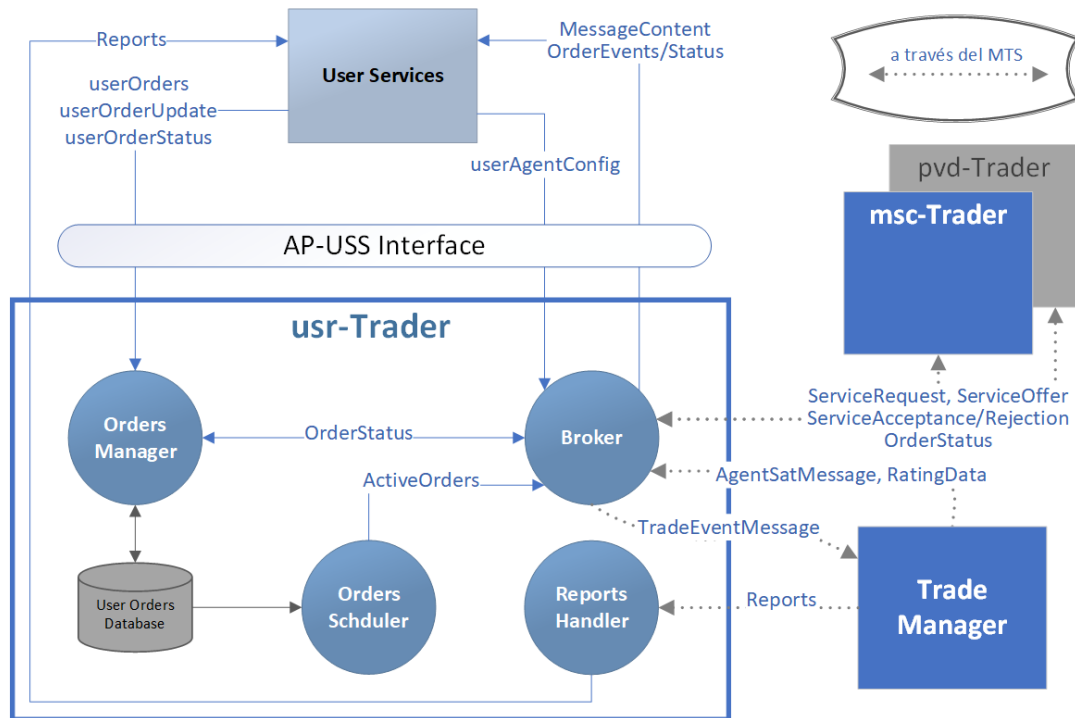 Reports
MessageContent
OrderEvents/Status
a través del MTS
User Services
userOrders
userOrderUpdate
userOrderStatus
userAgentConfig
pvd-Trader
msc-Trader
AP-USS Interface
usr-Trader
ServiceRequest, ServiceOffer
ServiceAcceptance/Rejection
OrderStatus
Orders
Manager
OrderStatus
Broker
ActiveOrders
AgentSatMessage, RatingData
TradeEventMessage
User Orders
Database
Orders
Schduler
Reports
Handler
Reports
Trade
Manager